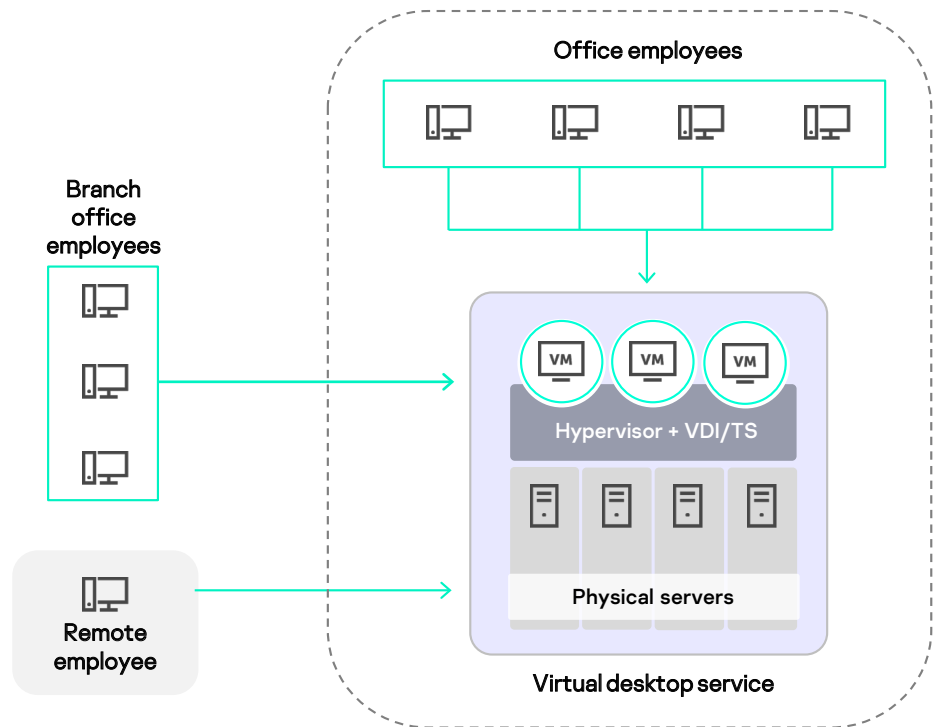 Office employees
Branch
office
employees
VM
VM
VM
Hypervisor + VDI/TS
Physical servers
Remote
employee
Virtual desktop service